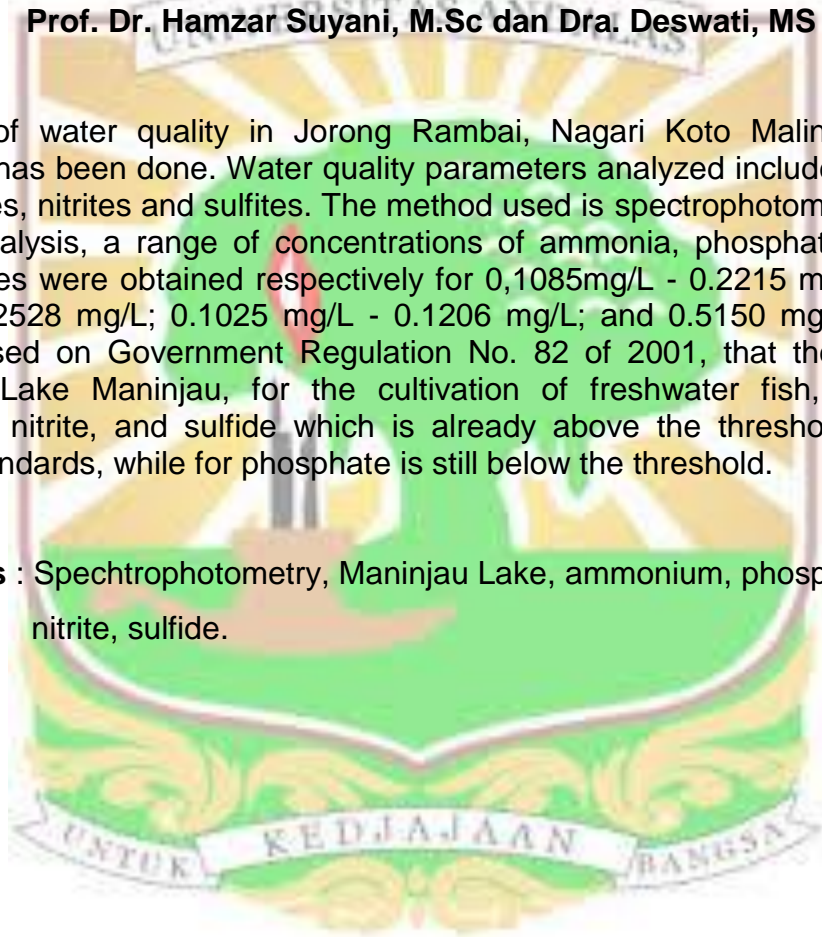 Prof. Dr. Hamzar Suyani, M.Sc dan Dra. Deswati, MS
of water quality in Jorong Rambai, Nagari Koto Malin
has been done. Water quality parameters analyzed include
es, nitrites and sulfites. The method used is spectrophotom
alysis, a range of concentrations of ammonia, phosphat
es were obtained respectively for 0,1085mg/L - 0.2215 m
2528 mg/L; 0.1025 mg/L - 0.1206 mg/L; and 0.5150 mg
sed on Government Regulation No. 82 of 2001, that the
Lake Maninjau, for the cultivation of freshwater fish,
nitrite, and sulfide which is already above the thresho
ndards, while for phosphate is still below the threshold.
s : Spechtrophotometry, Maninjau Lake, ammonium, phosp
nitrite, sulfide.
UNTUK KEDJAJAAN BANGSA